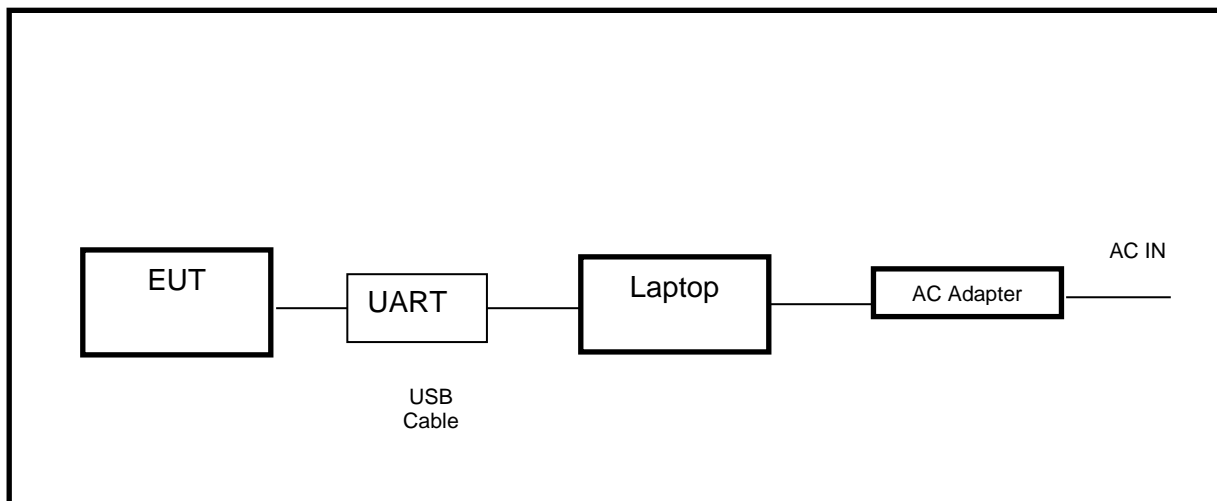 AC IN
EUT
UART
Laptop
AC Adapter
USB
Cable